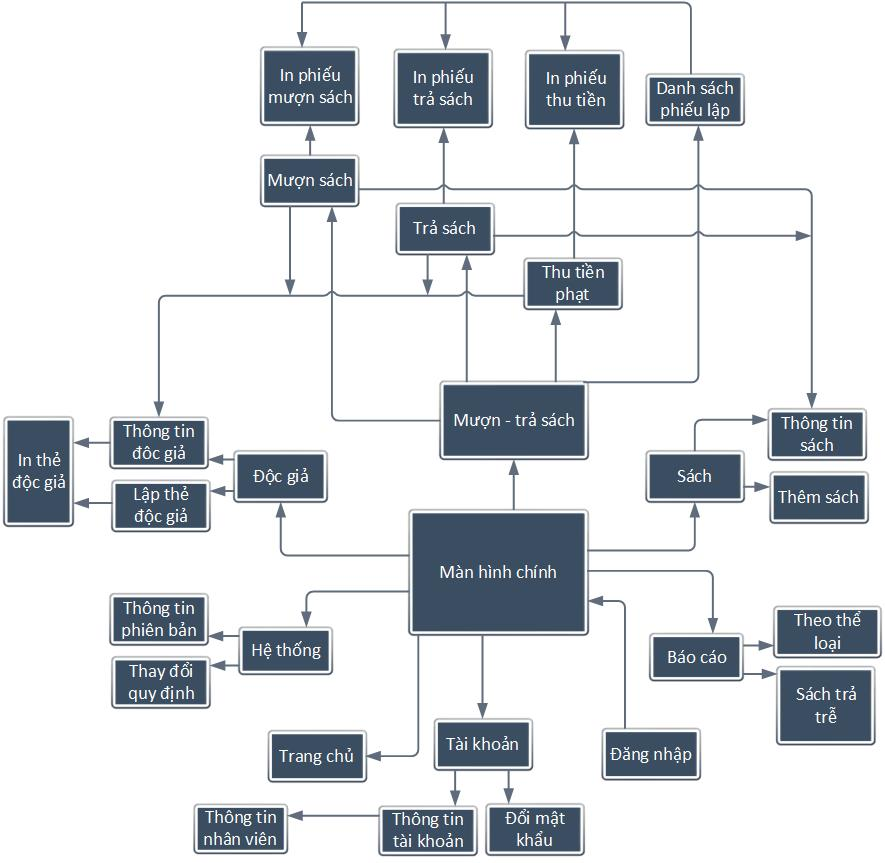 In phiếu
mượn sách
In phiếu
trả sách
In phiếu
thu tiền
Danh sách
phiếu lập
Mượn sách
Trả sách
Thu tiền
phạt
Mượn - trả sách
Thông tin
sách
Sách
Thêm sách
In thẻ
độc giả
Thông tin
đôc giả
Lập thẻ
độc giả
Độc giả
Màn hình chính
Thông tin
phiên bản
Thay đổi
quy định
Hệ thống
Báo cáo
Theo thể
loại
Sách trả
trễ
Trang chủ
Tài khoản
Đăng nhập
Thông tin
nhân viên
Thông tin
tài khoản
Đổi mật
khẩu